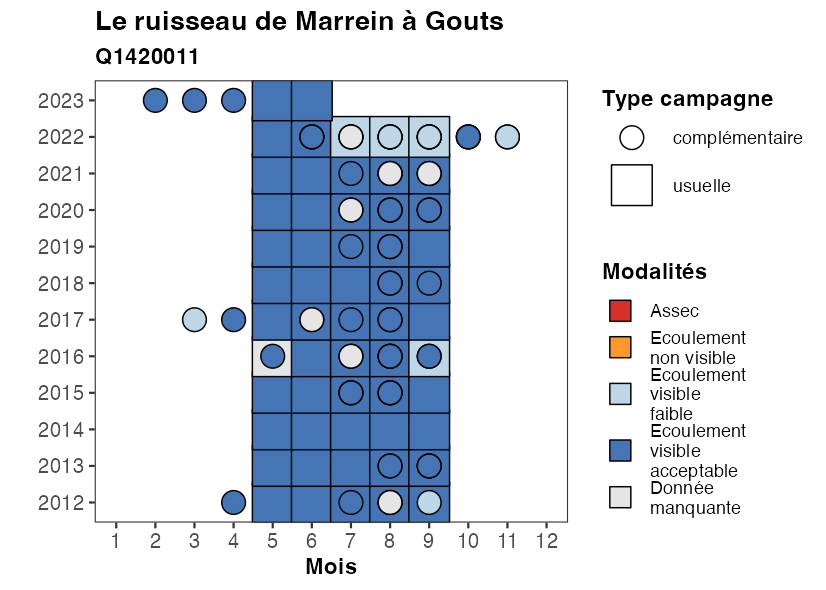 Le ruisseau de Marrein à Gouts
Q1420011
2023
2022
2021
2020
2019
2018
2017
2016
2015
2014
2013
2012
1 2 3 4 5 6 7 8 9 10 11 12
Mois
Type campagne
complémentaire
usuelle
Modalités
Assec
Ecoulement
non visible
Ecoulement
visible
faible
Ecoulement
visible
acceptable
Donnée
manquante